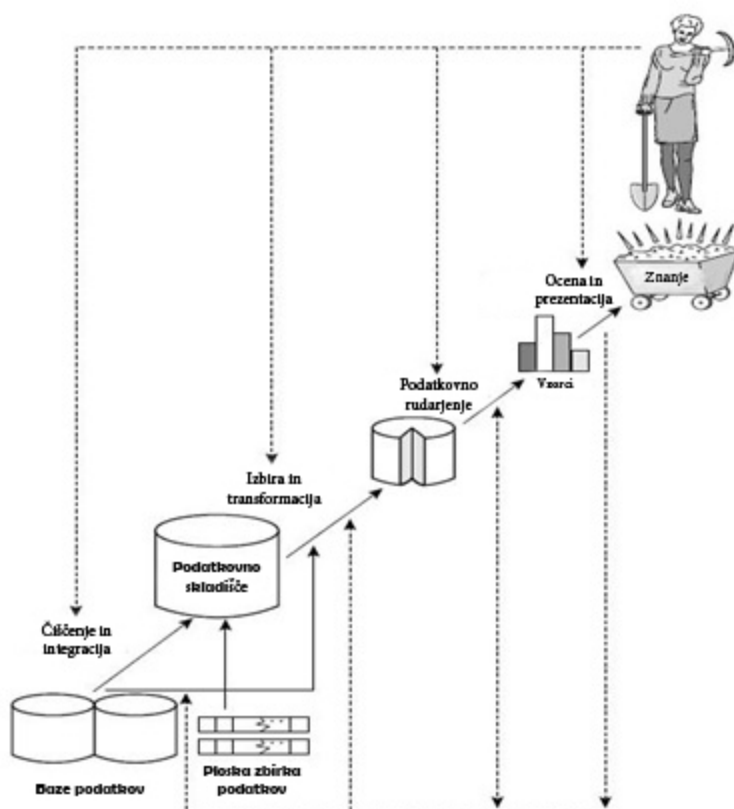 Znanje
Ocena in
prezentacija
Vzorci
Podatkovno
rudarjenje
Izbira in
transformacija
Podatkovno
skladišče
Čiščenje in
integracija
Baze podatkov
Ploska zbirka
podatkov